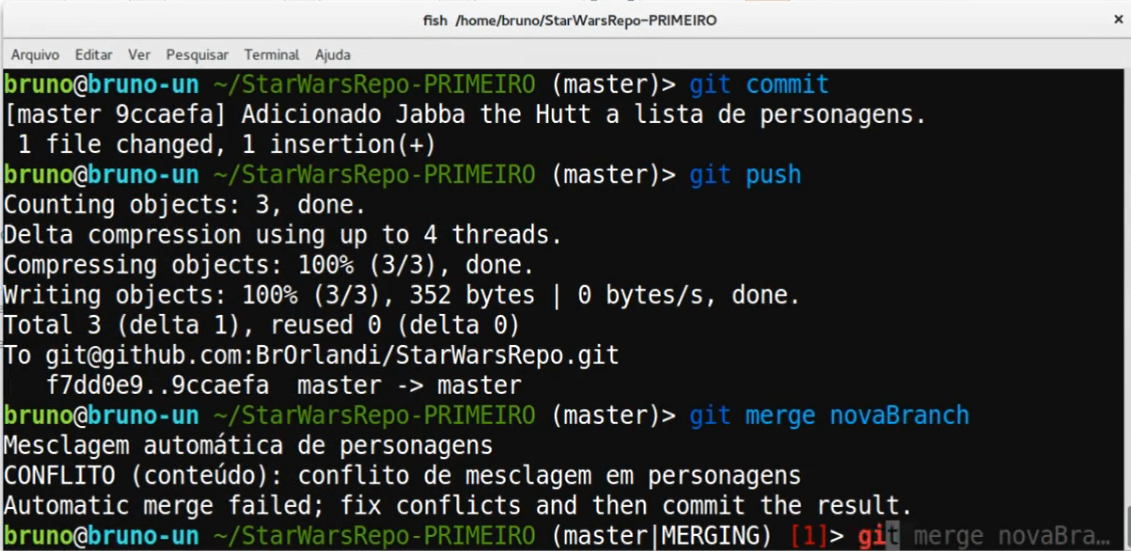 fish /home/bruno/StarWarsRepo-PRIMEIRO
×
Arquivo Editar Ver Pesquisar Terminal Ajuda
bruno@bruno-un ~/StarWarsRepo-PRIMEIRO (master)> git commit
[master 9ccaefa] Adicionado Jabba the Hutt a lista de personagens.
 1 file changed, 1 insertion(+)
bruno@bruno-un ~/StarWarsRepo-PRIMEIRO (master)> git push
Counting objects: 3, done.
Delta compression using up to 4 threads.
Compressing objects: 100% (3/3), done.
Writing objects: 100% (3/3), 352 bytes | 0 bytes/s, done.
Total 3 (delta 1), reused 0 (delta 0)
To git@github.com:BrOrlandi/StarWarsRepo.git
   f7dd0e9..9ccaefa  master -> master
bruno@bruno-un ~/StarWarsRepo-PRIMEIRO (master)> git merge novaBranch
Mesclagem automática de personagens
CONFLITO (conteúdo): conflito de mesclagem em personagens
Automatic merge failed; fix conflicts and then commit the result.
bruno@bruno-un ~/StarWarsRepo-PRIMEIRO (master|MERGING) [1]> git merge novaBra…